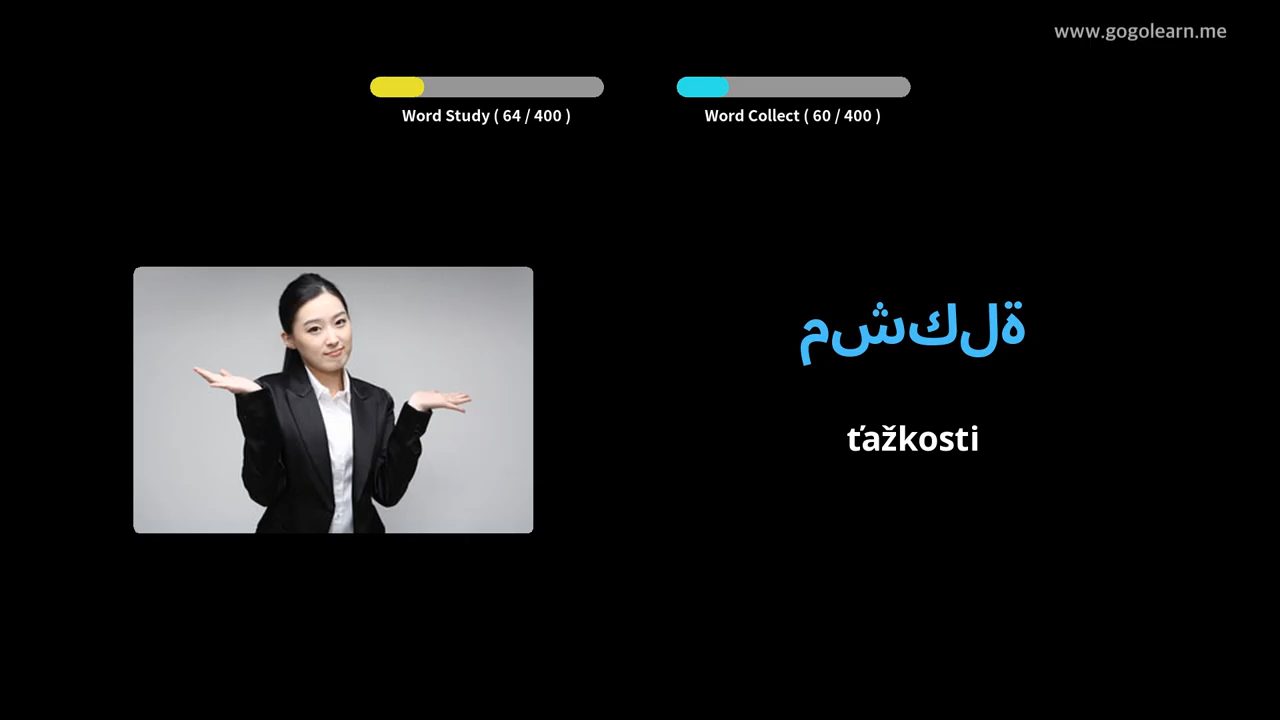 www.gogolearn.me
Word Study ( 64 / 400 )
Word Collect ( 60 / 400 )
مشكلة
ťažkosti